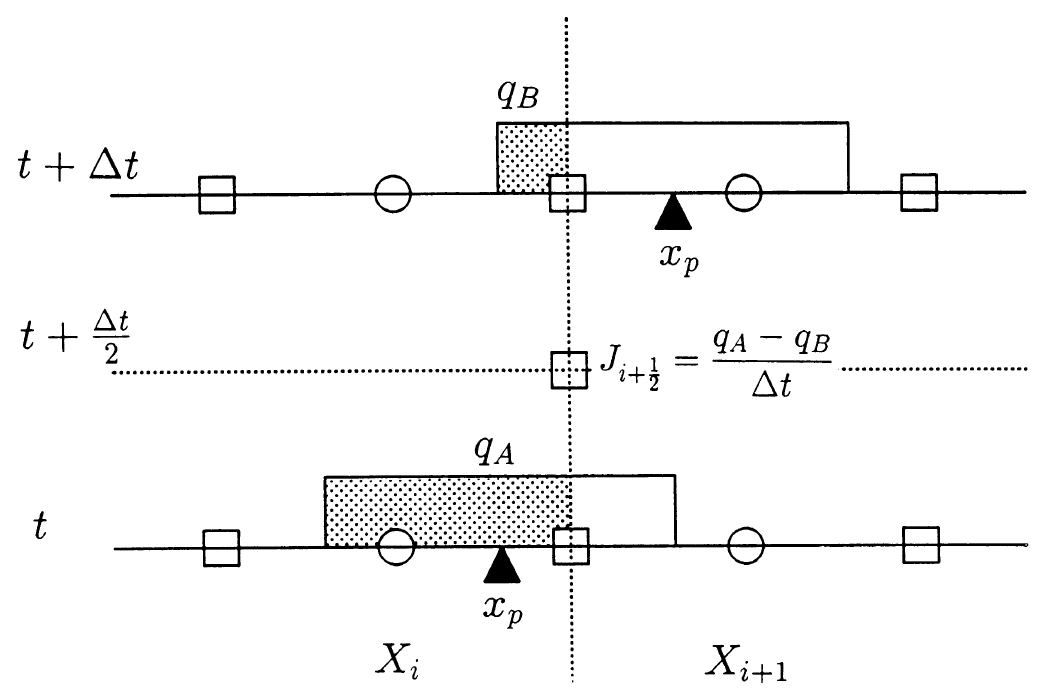 q_B
t + Δt
x_p
t + Δt/2
J_{i+1/2} = (q_A − q_B)/Δt
q_A
t
x_p
X_i X_{i+1}